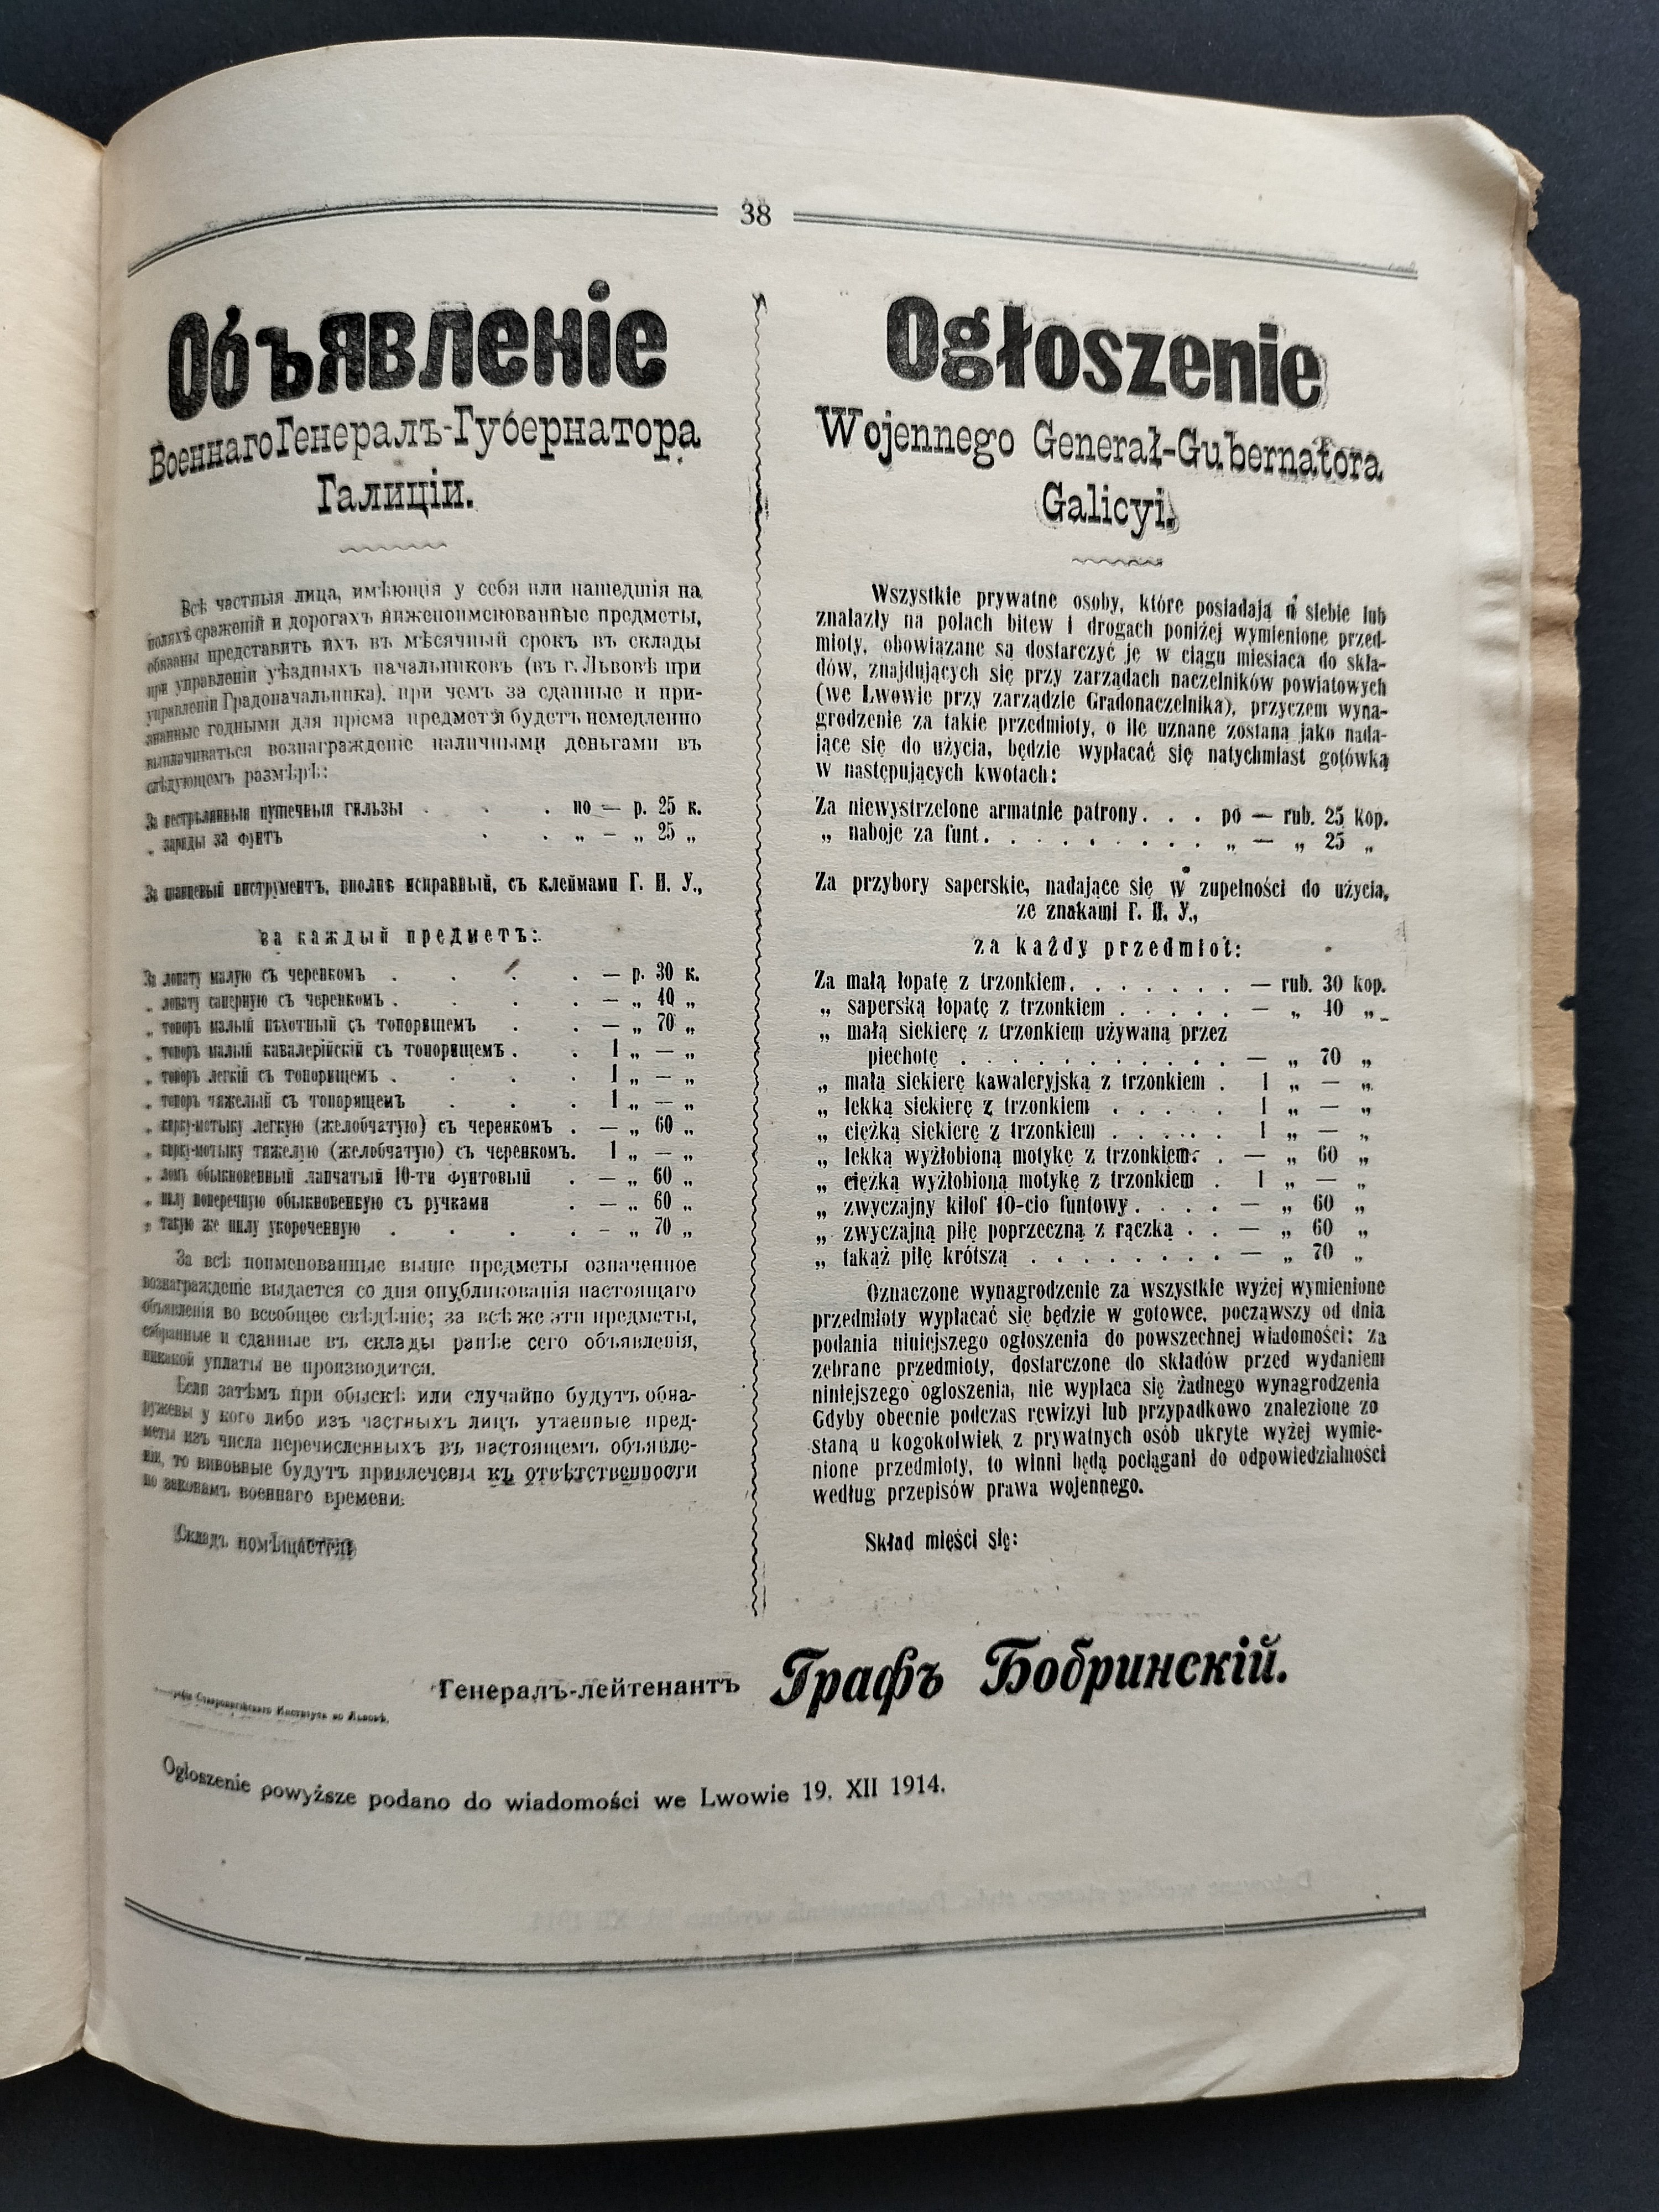 38
Объявленіе
Военнаго Генералъ-Губернатора
Галиціи.
Всѣ частныя лица, имѣющія у себя или нашедшія на
поляхъ сраженій и дорогахъ нижепоименованные предметы,
обязаны представить ихъ въ мѣсячный срокъ въ склады
при управленіи уѣздныхъ начальниковъ (въ г. Львовѣ при
управленіи Градоначальника), при чемъ за сданные и при-
знанные годными для пріема предметы будетъ немедленно
выплачиваться вознагражденіе наличными деньгами въ
слѣдующемъ размѣрѣ:
За нестрѣлянныя пушечныя гильзы . . . по — р. 25 к.
„ заряды за фунтъ . . „ — „ 25 „
За шанцевый инструментъ, вполнѣ исправный, съ клеймами Г. И. У.,
за каждый предметъ:
За лопату малую съ черенкомъ . . . . — р. 30 к.
„ лопату саперную съ черенкомъ . . . . — „ 40 „
„ топоръ малый пѣхотный съ топорищемъ . . — „ 70 „
„ топоръ малый кавалерійскій съ топорищемъ . . 1 „ — „
„ топоръ легкій съ топорищемъ . . . 1 „ — „
„ топоръ тяжелый съ топорищемъ . . . 1 „ — „
„ кирку-мотыку легкую (желобчатую) съ черенкомъ . — „ 60 „
„ кирку-мотыку тяжелую (желобчатую) съ черенкомъ. 1 „ — „
„ ломъ обыкновенный лапчатый 10-ти фунтовый . — „ 60 „
„ пилу поперечную обыкновенную съ ручками . — „ 60 „
„ такую же пилу укороченную . . . . — „ 70 „
За всѣ поименованные выше предметы означенное
вознагражденіе выдается со дня опубликованія настоящаго
объявленія во всеобщее свѣдѣніе; за всѣ же эти предметы,
собранные и сданные въ склады ранѣе сего объявленія,
никакой уплаты не производится.
Если затѣмъ при обыскѣ или случайно будутъ обна-
ружены у кого либо изъ частныхъ лицъ утаенные пред-
меты изъ числа перечисленныхъ въ настоящемъ объявле-
ніи, то виновные будутъ привлечены къ отвѣтственности
по законамъ военнаго времени.
Складъ помѣщается
Ogłoszenie
Wojennego Generał-Gubernatora
Galicyi.
Wszystkie prywatne osoby, które posiadają u siebie lub
znalazły na polach bitew i drogach poniżej wymienione przed-
mioty, obowiązane są dostarczyć je w ciągu miesiaca do skła-
dów, znajdujących się przy zarządach naczelników powiatowych
(we Lwowie przy zarządzie Gradonaczelnika), przyczem wyna-
grodzenie za takie przedmioty, o ile uznane zostaną jako nada-
jące się do użycia, będzie wypłacać się natychmiast gotówką
w następujących kwotach:
Za niewystrzelone armatnie patrony. . . po — rub. 25 kop.
„ naboje za funt. . . . . . . . . „ — „ 25 „
Za przybory saperskie, nadające się w zupełności do użycia,
ze znakami Г. И. У.,
za każdy przedmiot:
Za małą łopatę z trzonkiem. . . . . . . — rub. 30 kop.
„ saperską łopatę z trzonkiem . . . . . — „ 40 „
„ małą siekierę z trzonkiem używaną przez
piechotę . . . . . . . . . . . — „ 70 „
„ małą siekierę kawaleryjską z trzonkiem . 1 „ — „
„ lekką siekierę z trzonkiem . . . . . 1 „ — „
„ ciężką siekierę z trzonkiem . . . . . 1 „ — „
„ lekką wyżłobioną motykę z trzonkiem . — „ 60 „
„ ciężką wyżłobioną motykę z trzonkiem . 1 „ — „
„ zwyczajny kilof 10-cio funtowy . . . . — „ 60 „
„ zwyczajną piłę poprzeczną z rączką . . — „ 60 „
„ takąż piłę krótszą . . . . . . . . — „ 70 „
Oznaczone wynagrodzenie za wszystkie wyżej wymienione
przedmioty wypłacać się będzie w gotowce, począwszy od dnia
podania niniejszego ogłoszenia do powszechnej wiadomości: za
zebrane przedmioty, dostarczone do składów przed wydaniem
niniejszego ogłoszenia, nie wypłaca się żadnego wynagrodzenia
Gdyby obecnie podczas rewizyi lub przypadkowo znalezione zo
staną u kogokolwiek z prywatnych osób ukryte wyżej wymie-
nione przedmioty, to winni będą pociągani do odpowiedzialności
według przepisów prawa wojennego.
Skład mieści się:
Генералъ-лейтенантъ Графъ Бобринскій.
Ставропигійскаго Института во Львовѣ.
Ogłoszenie powyższe podano do wiadomości we Lwowie 19. XII 1914.